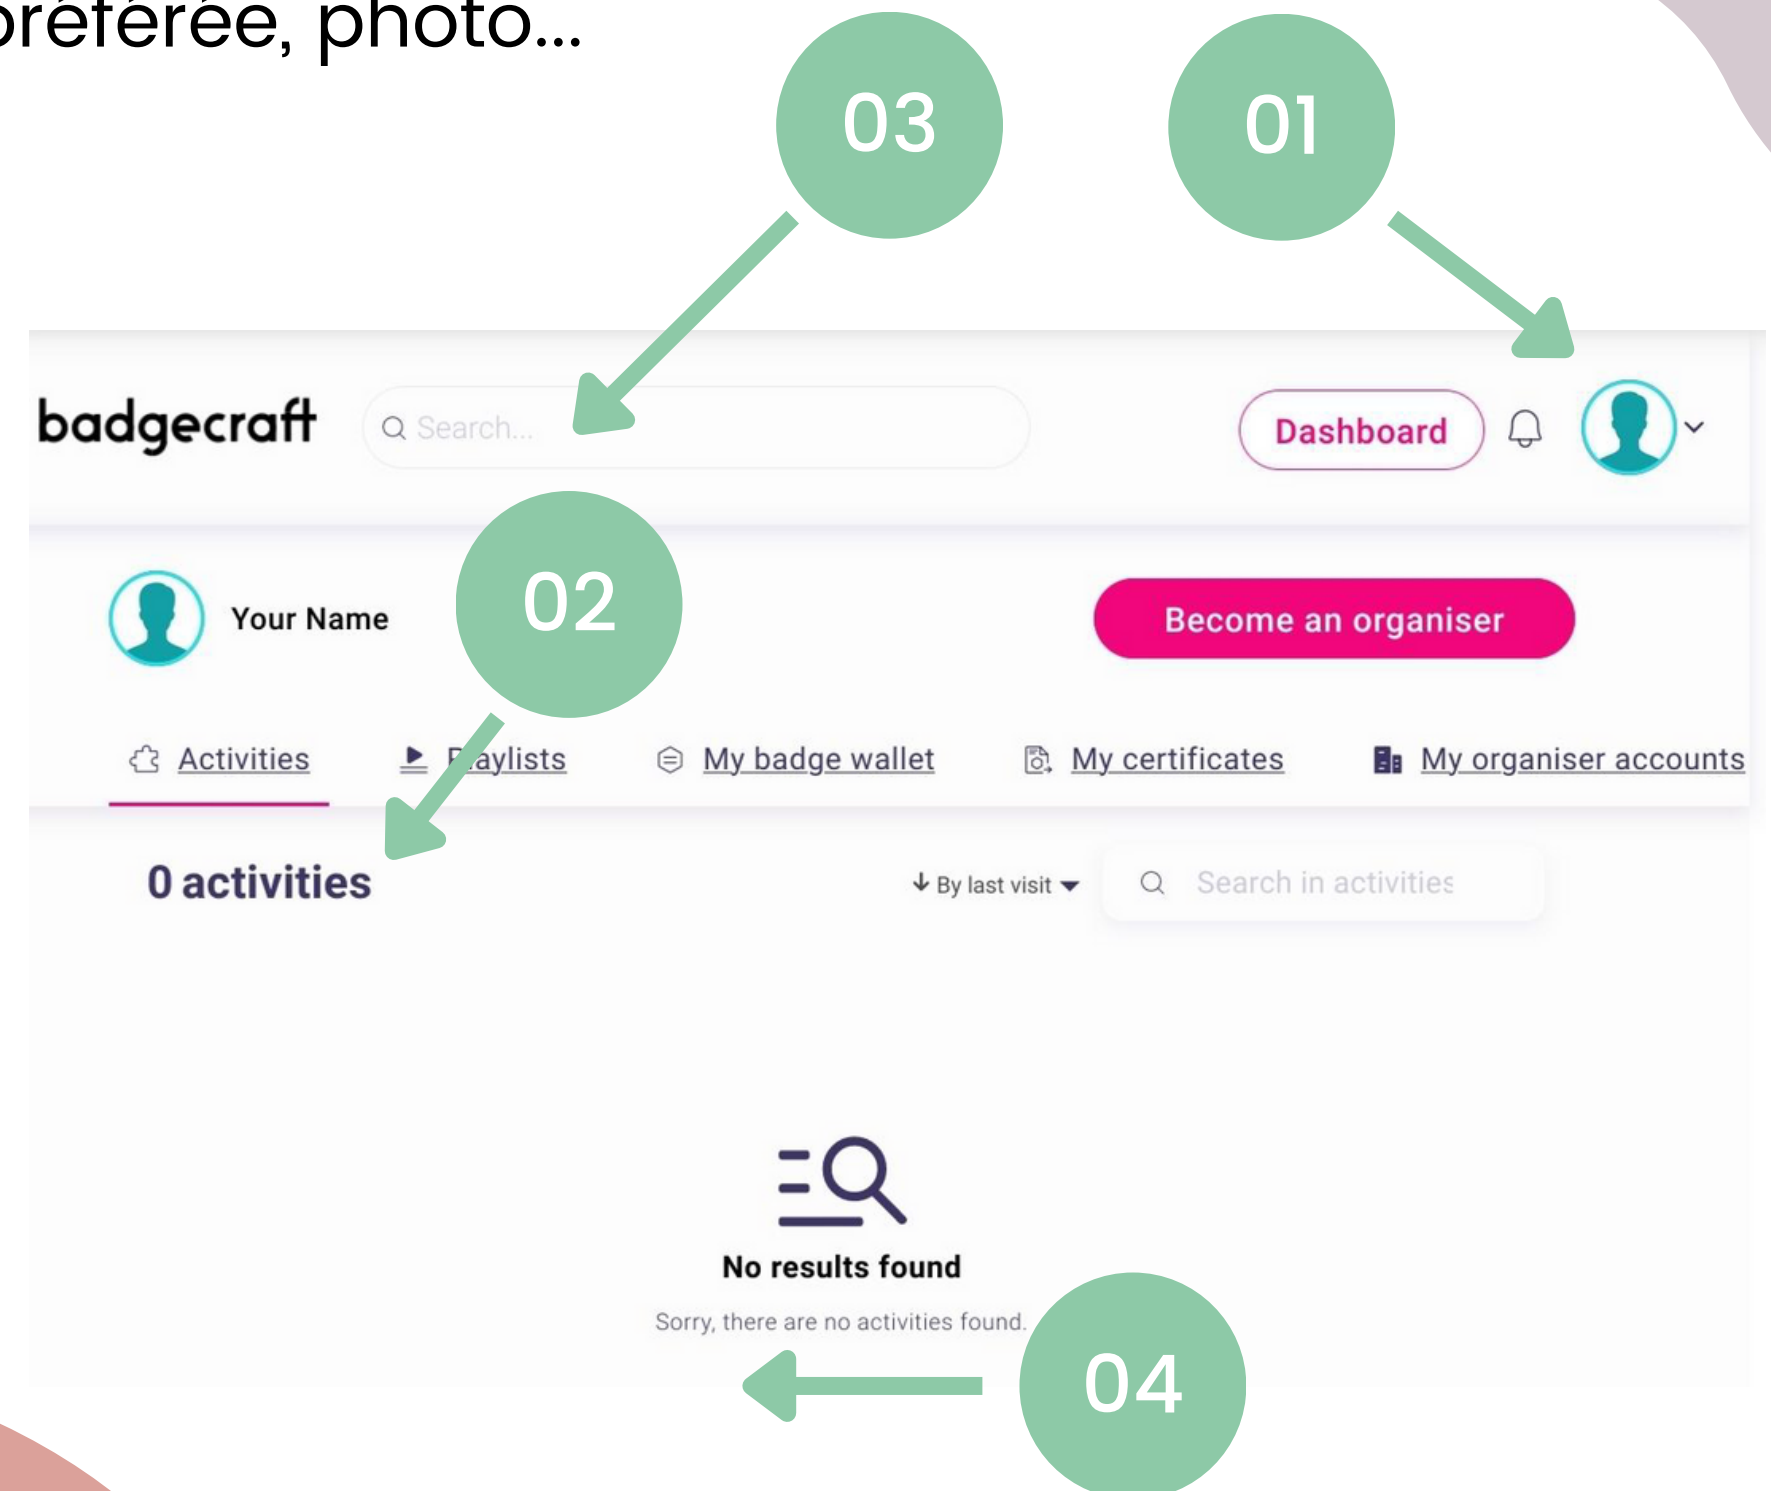 préférée, photo...
03
01
badgecraft
Search...
Dashboard
Your Name
02
Become an organiser
Activities
Playlists
My badge wallet
My certificates
My organiser accounts
0 activities
By last visit
Search in activities
No results found
Sorry, there are no activities found.
04